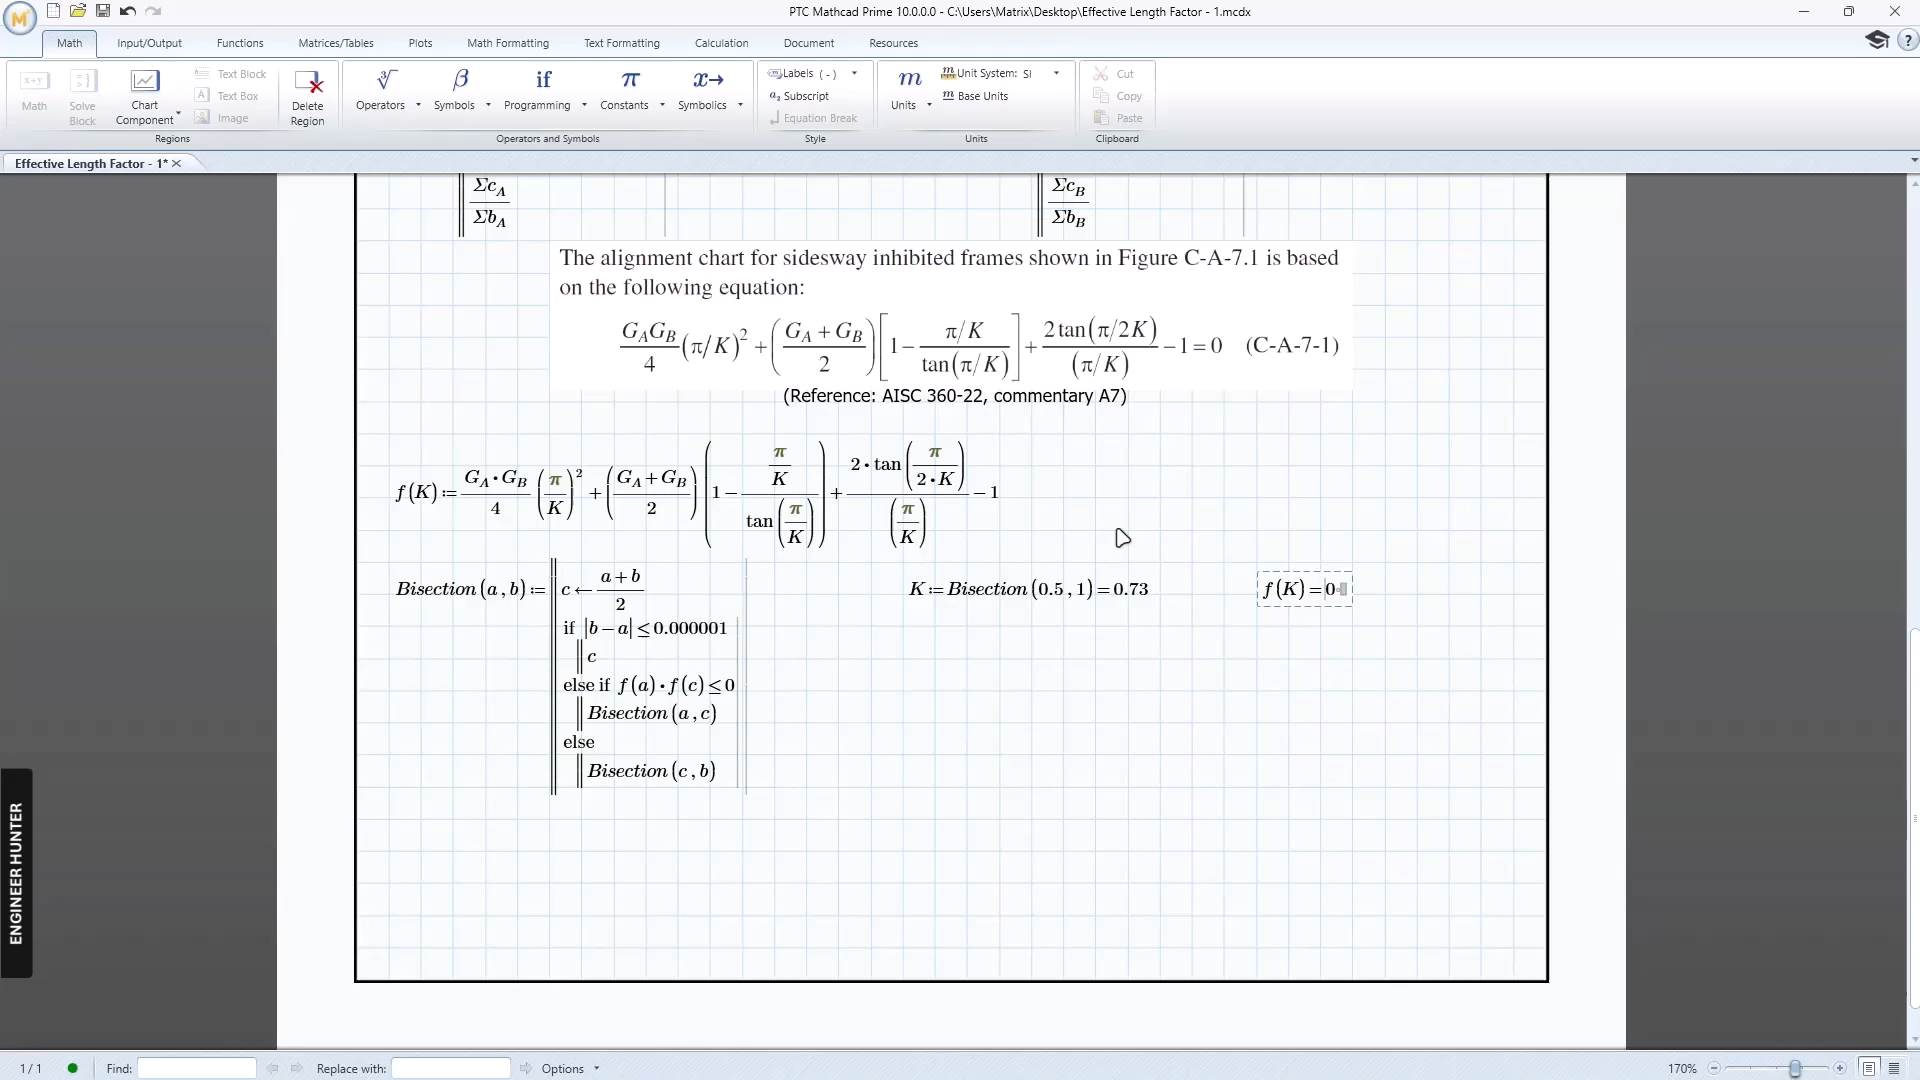 PTC Mathcad Prime 10.0.0.0 - C:\Users\Matrix\Desktop\Effective Length Factor - 1.mcdx
Math Input/Output Functions Matrices/Tables Plots Math Formatting Text Formatting Calculation Document Resources
Math
Solve Block
Chart Component
Text Block
Text Box
Image
Delete Region
Regions
Operators
Symbols
Programming
Constants
Symbolics
Operators and Symbols
Labels (-)
Subscript
Equation Break
Style
Units
Unit System: SI
Base Units
Units
Cut
Copy
Paste
Clipboard
Effective Length Factor - 1*
Σc_A / Σb_A
Σc_B / Σb_B
The alignment chart for sidesway inhibited frames shown in Figure C-A-7.1 is based
on the following equation:
G_A G_B / 4 (π/K)² + (G_A + G_B / 2) [1 − π/K / tan(π/K)] + 2tan(π/2K) / (π/K) − 1 = 0 (C-A-7-1)
(Reference: AISC 360-22, commentary A7)
f(K) ≔ G_A • G_B / 4 (π/K)² + (G_A + G_B / 2) (1 − π/K / tan(π/K)) + 2 • tan(π / 2 • K) / (π/K) − 1
Bisection(a, b) ≔ c ← a + b / 2
if |b − a| ≤ 0.000001
c
else if f(a) • f(c) ≤ 0
Bisection(a, c)
else
Bisection(c, b)
K ≔ Bisection(0.5, 1) = 0.73
f(K) = 0
ENGINEER HUNTER
1 / 1 Find: Replace with: Options 170%